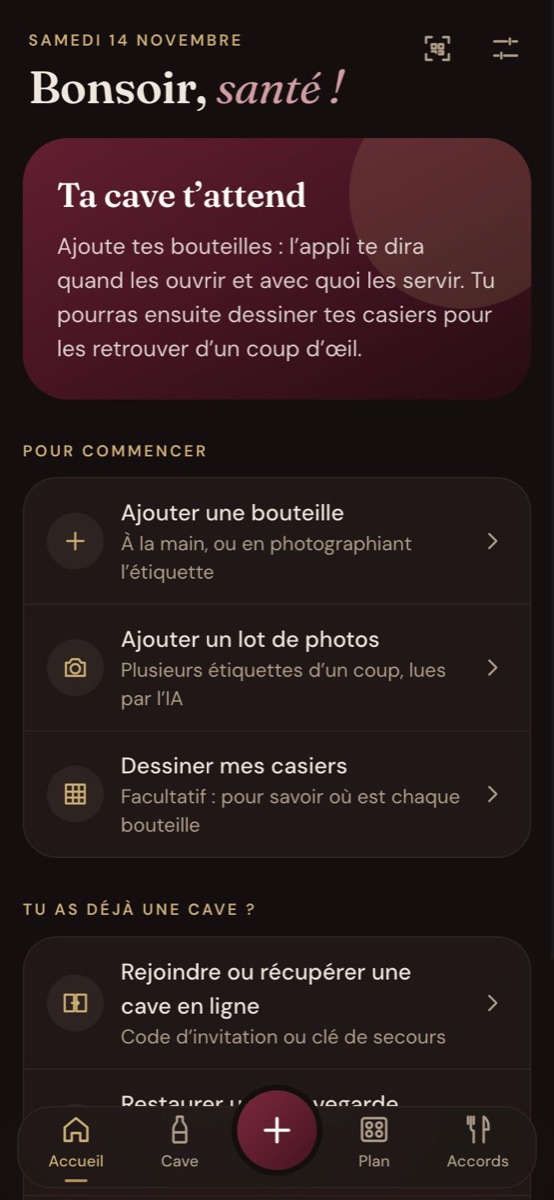 SAMEDI 14 NOVEMBRE
Bonsoir, santé !
Ta cave t’attend
Ajoute tes bouteilles : l’appli te dira
quand les ouvrir et avec quoi les servir. Tu
pourras ensuite dessiner tes casiers pour
les retrouver d’un coup d’œil.
POUR COMMENCER
Ajouter une bouteille
À la main, ou en photographiant
l’étiquette
Ajouter un lot de photos
Plusieurs étiquettes d’un coup, lues
par l’IA
Dessiner mes casiers
Facultatif : pour savoir où est chaque
bouteille
TU AS DÉJÀ UNE CAVE ?
Rejoindre ou récupérer une
cave en ligne
Code d’invitation ou clé de secours
Restaurer
Accueil
Cave
Plan
Accords